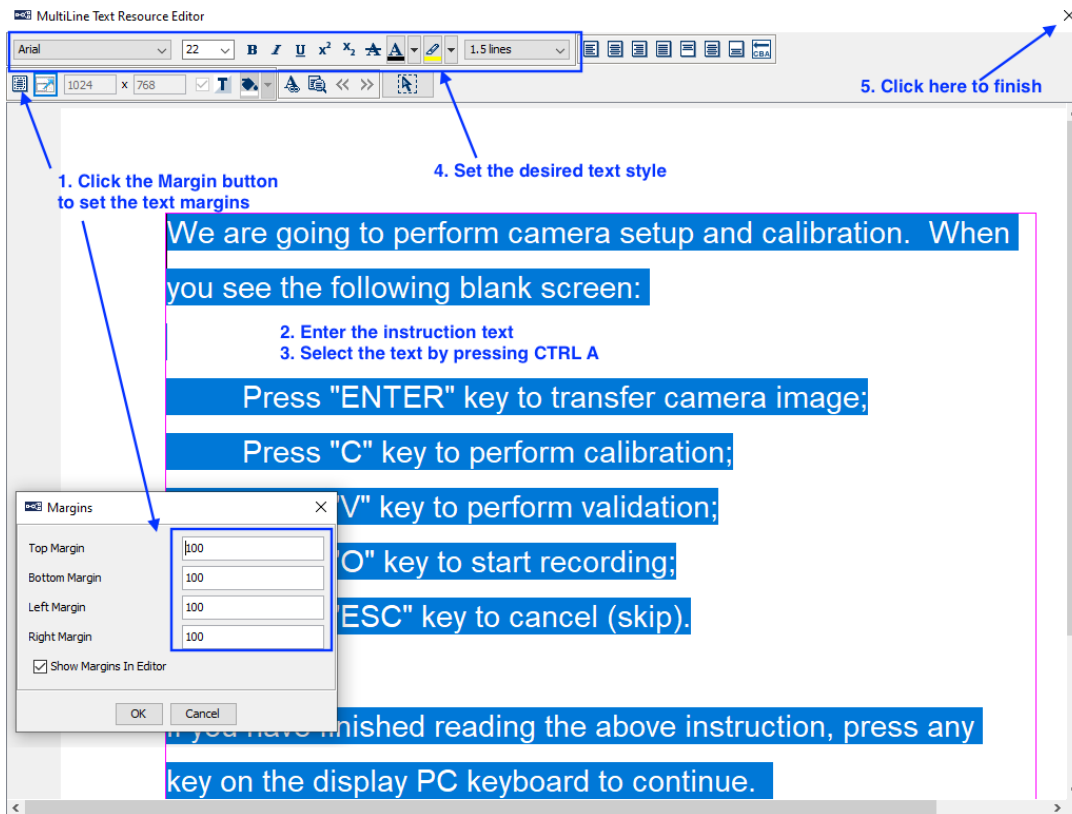 MultiLine Text Resource Editor
Arial 22 B I U x² X₂ A A 1.5 lines CBA
1024 x 768 T A
5. Click here to finish
4. Set the desired text style
1. Click the Margin button
to set the text margins
We are going to perform camera setup and calibration.  When
you see the following blank screen:
2. Enter the instruction text
3. Select the text by pressing CTRL A
Press "ENTER" key to transfer camera image;
Press "C" key to perform calibration;
V" key to perform validation;
O" key to start recording;
ESC" key to cancel (skip).
Margins
Top Margin 100
Bottom Margin 100
Left Margin 100
Right Margin 100
Show Margins In Editor
OK Cancel
If you have finished reading the above instruction, press any
key on the display PC keyboard to continue.